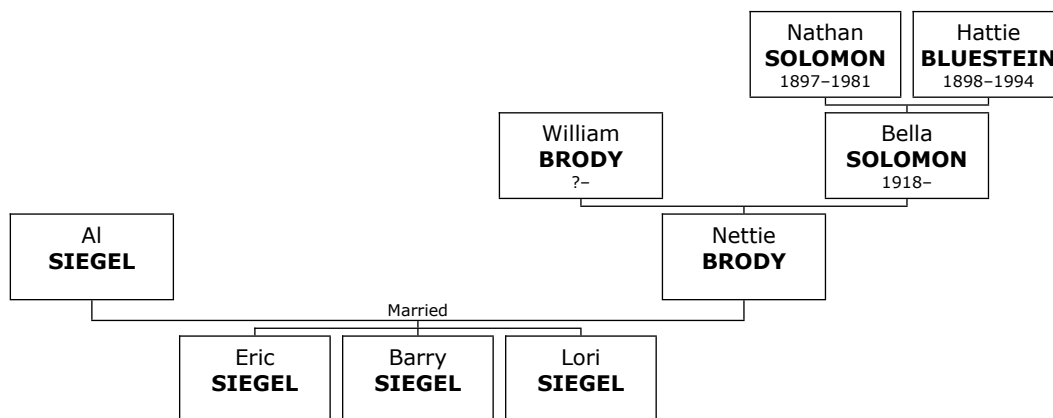 Nathan
SOLOMON
1897–1981
Hattie
BLUESTEIN
1898–1994
William
BRODY
?–
Bella
SOLOMON
1918–
Al
SIEGEL
Nettie
BRODY
Married
Eric
SIEGEL
Barry
SIEGEL
Lori
SIEGEL